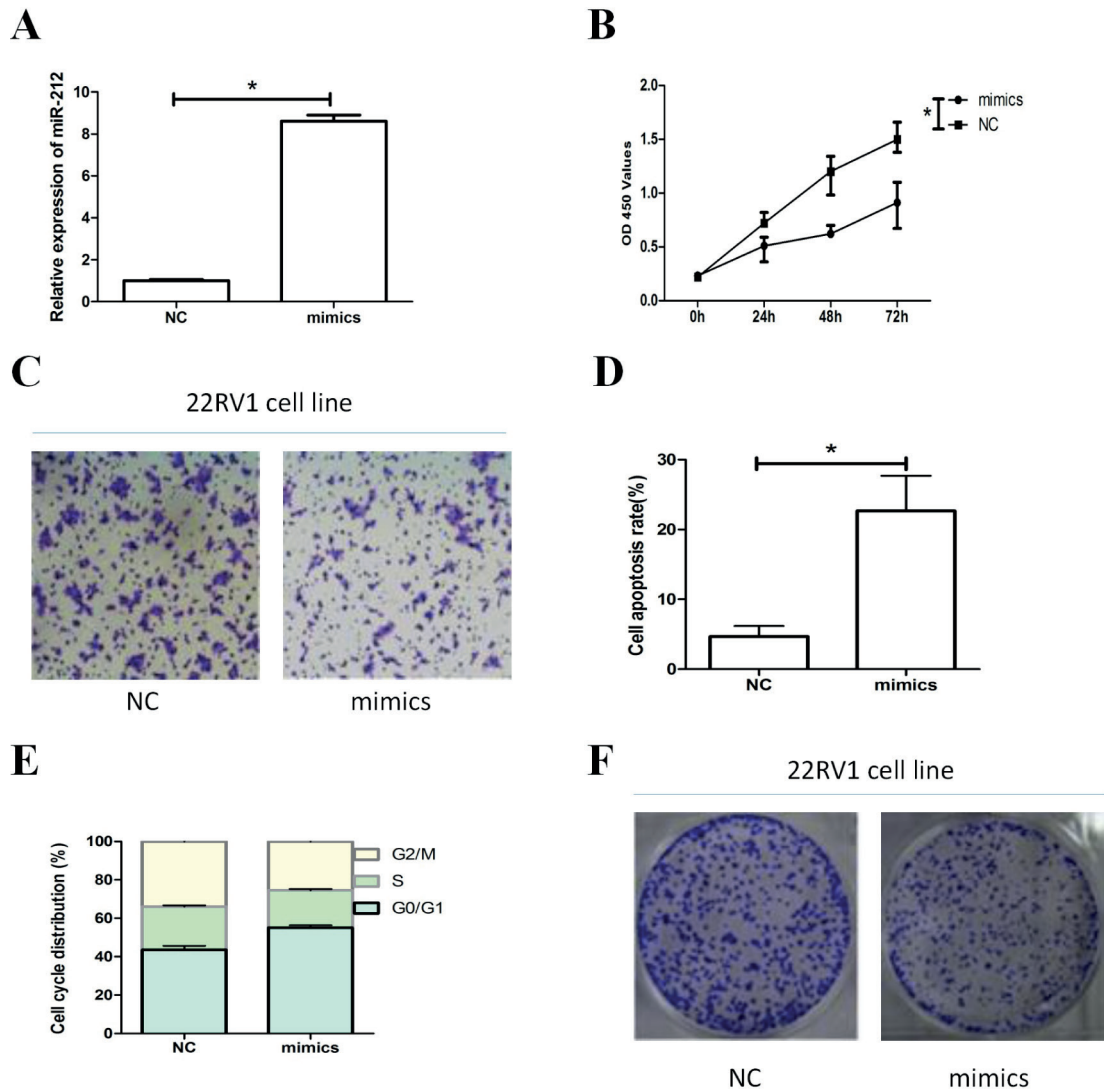 A
Relative expression of miR-212
10
8
6
4
2
0
*
NC
mimics
B
OD 450 Values
2.0
1.5
1.0
0.5
0.0
0h
24h
48h
72h
*
mimics
NC
C
22RV1 cell line
NC
mimics
D
Cell apoptosis rate(%)
30
20
10
0
*
NC
mimics
E
Cell cycle distribution (%)
100
80
60
40
20
0
NC
mimics
G2/M
S
G0/G1
F
22RV1 cell line
NC
mimics